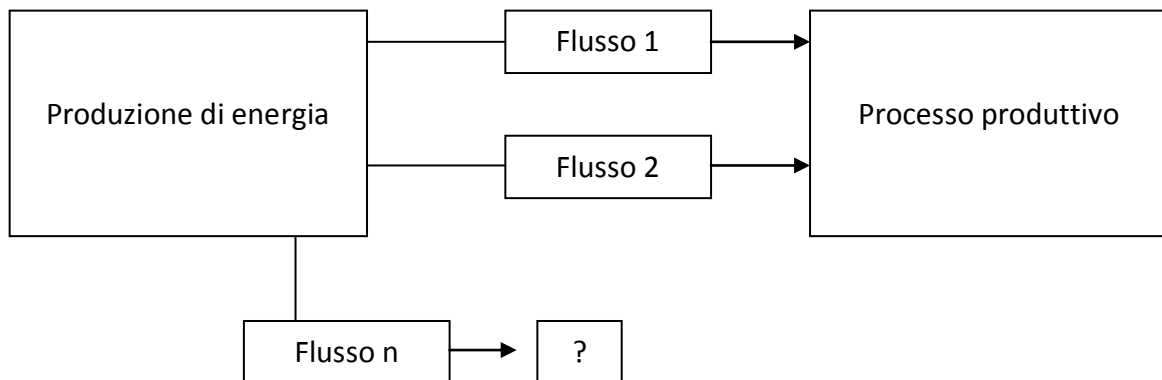 Flusso 1
Produzione di energia
Processo produttivo
Flusso 2
Flusso n
?